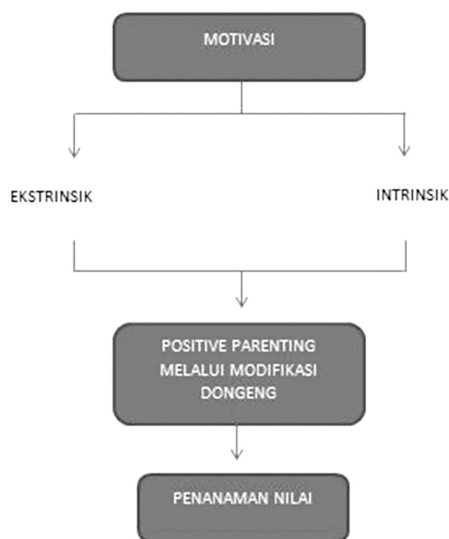 MOTIVASI
EKSTRINSIK
INTRINSIK
POSITIVE PARENTING
MELALUI MODIFIKASI
DONGENG
PENANAMAN NILAI